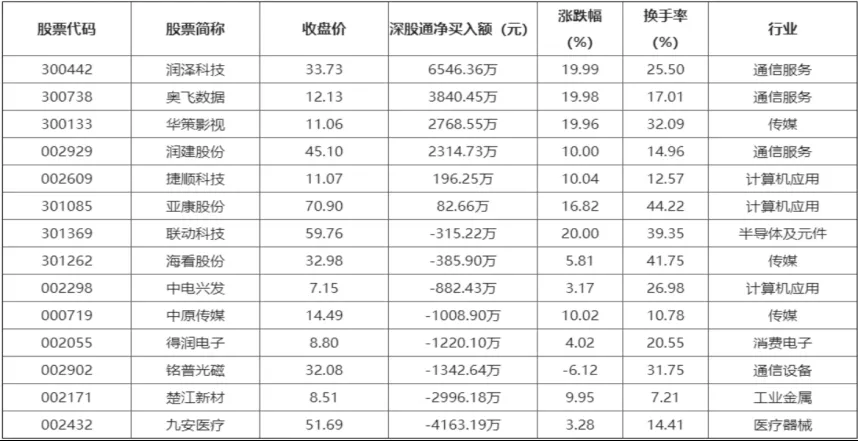 股票代码 股票简称 收盘价 深股通净买入额（元） 涨跌幅（%） 换手率（%） 行业
300442 润泽科技 33.73 6546.36万 19.99 25.50 通信服务
300738 奥飞数据 12.13 3840.45万 19.98 17.01 通信服务
300133 华策影视 11.06 2768.55万 19.96 32.09 传媒
002929 润建股份 45.10 2314.73万 10.00 14.96 通信服务
002609 捷顺科技 11.07 196.25万 10.04 12.57 计算机应用
301085 亚康股份 70.90 82.66万 16.82 44.22 计算机应用
301369 联动科技 59.76 -315.22万 20.00 39.35 半导体及元件
301262 海看股份 32.98 -385.90万 5.81 41.75 传媒
002298 中电兴发 7.15 -882.43万 3.17 26.98 计算机应用
000719 中原传媒 14.49 -1008.90万 10.02 10.78 传媒
002055 得润电子 8.80 -1220.10万 4.02 20.55 消费电子
002902 铭普光磁 32.08 -1342.64万 -6.12 31.75 通信设备
002171 楚江新材 8.51 -2996.18万 9.95 7.21 工业金属
002432 九安医疗 51.69 -4163.19万 3.28 14.41 医疗器械